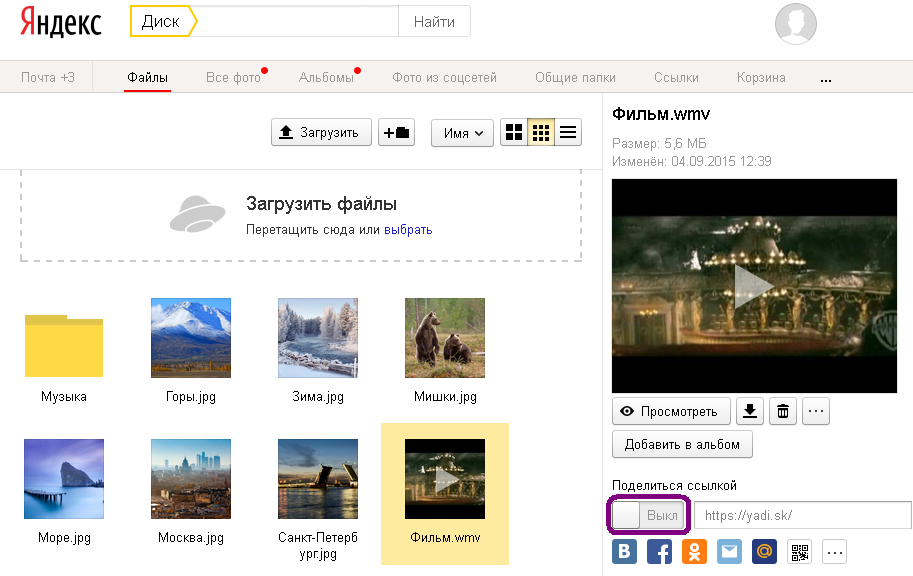 Яндекс
Диск
Найти
Почта +3
Файлы
Все фото
Альбомы
Фото из соцсетей
Общие папки
Ссылки
Корзина
...
Загрузить
+
Имя
Загрузить файлы
Перетащить сюда или выбрать
Музыка
Горы.jpg
Зима.jpg
Мишки.jpg
Море.jpg
Москва.jpg
Санкт-Петерб
ург.jpg
Фильм.wmv
Фильм.wmv
Размер: 5,6 МБ
Изменён: 04.09.2015 12:39
W
Просмотреть
...
Добавить в альбом
Поделиться ссылкой
Выкл
https://yadi.sk/
В
f
@
...